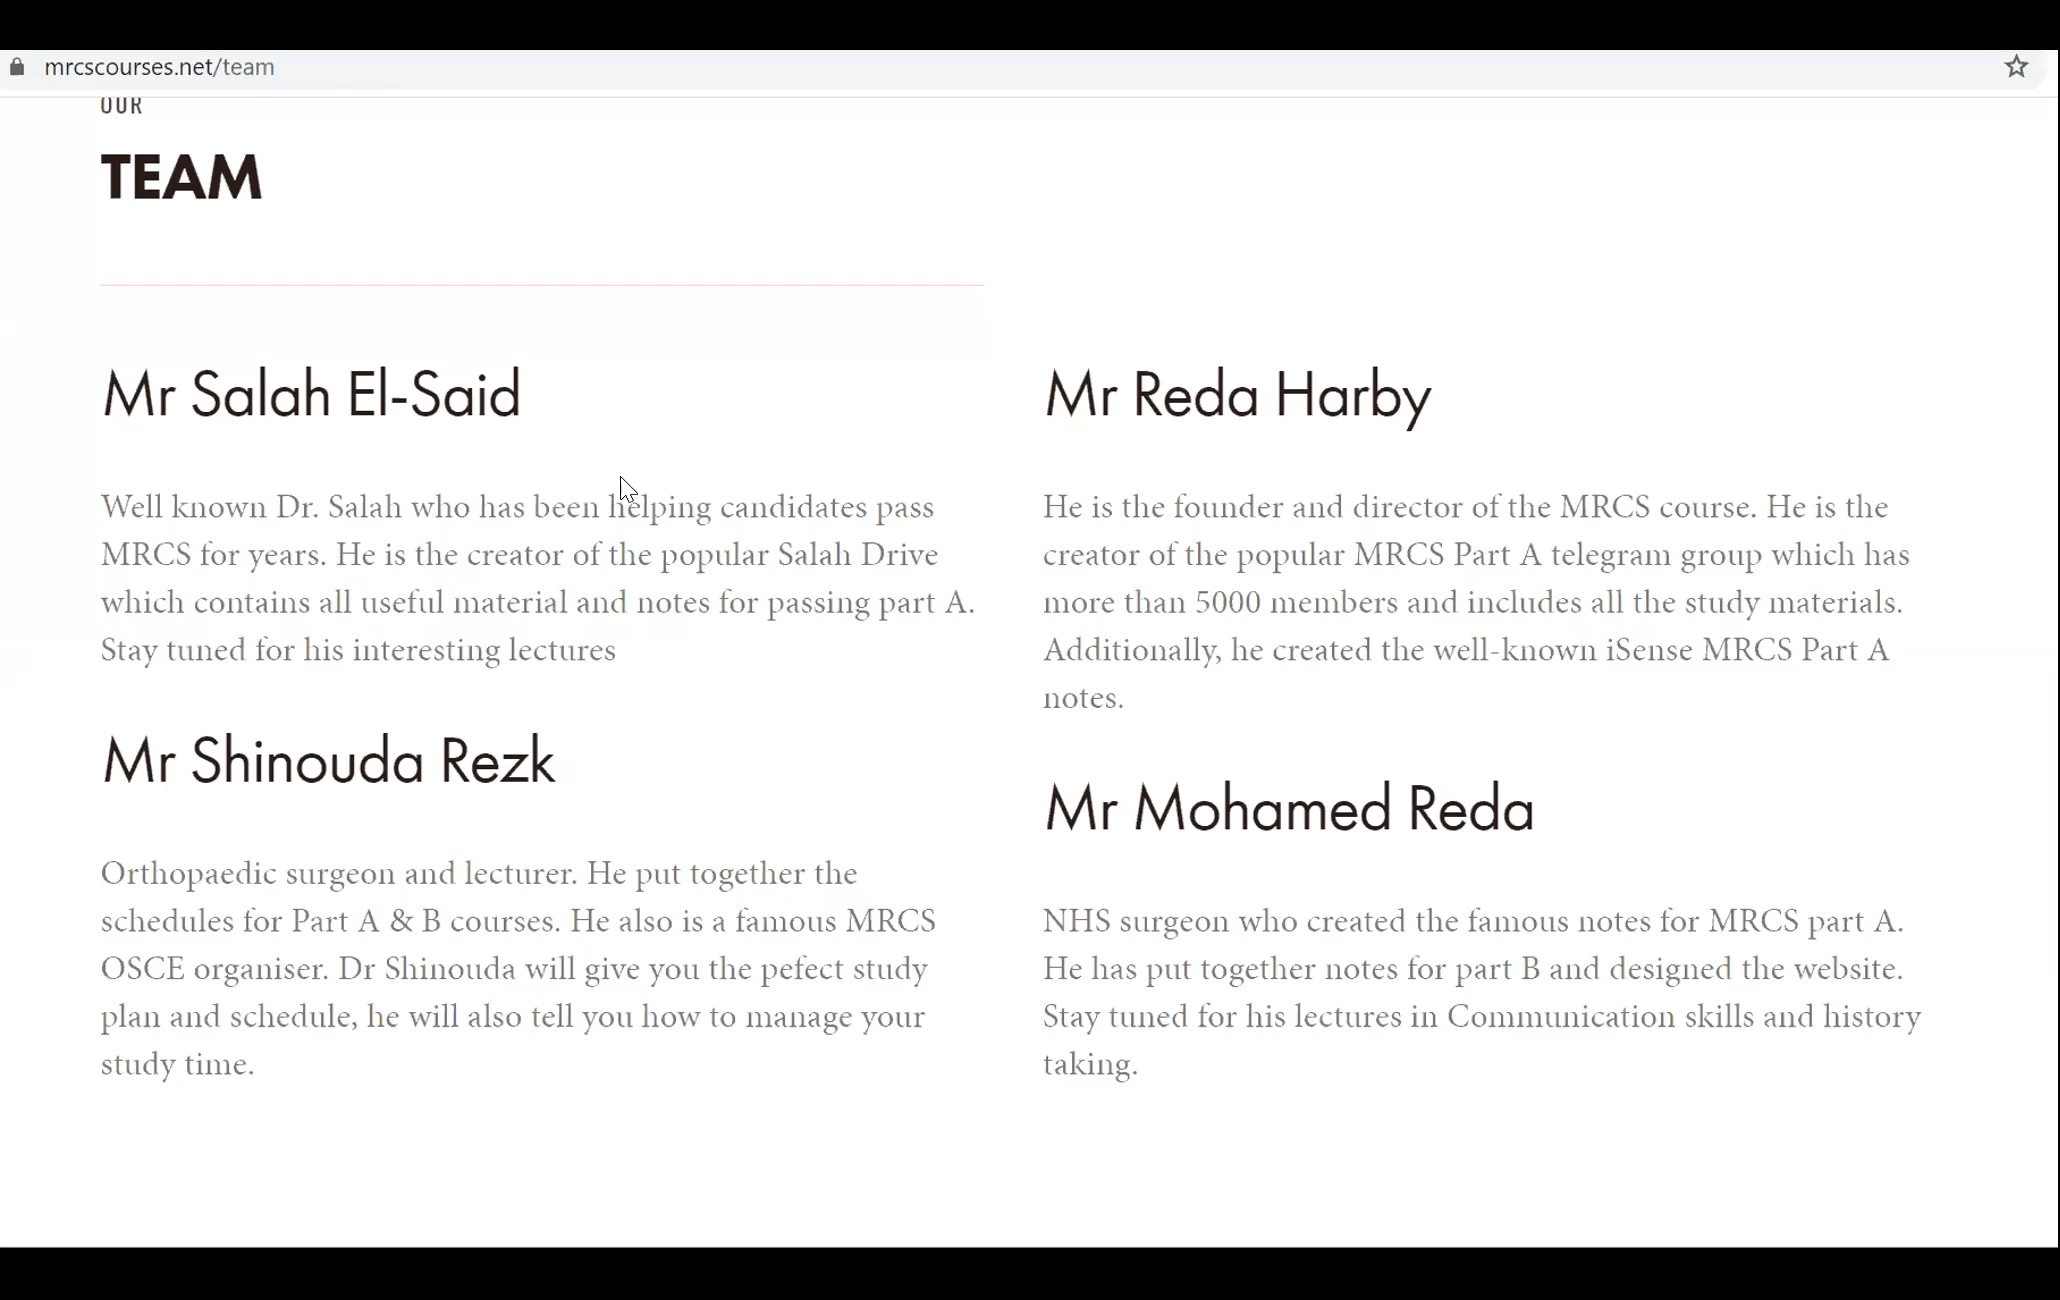 mrcscourses.net/team
OUR
TEAM
Mr Salah El-Said
Well known Dr. Salah who has been helping candidates pass
MRCS for years. He is the creator of the popular Salah Drive
which contains all useful material and notes for passing part A.
Stay tuned for his interesting lectures
Mr Shinouda Rezk
Orthopaedic surgeon and lecturer. He put together the
schedules for Part A & B courses. He also is a famous MRCS
OSCE organiser. Dr Shinouda will give you the pefect study
plan and schedule, he will also tell you how to manage your
study time.
Mr Reda Harby
He is the founder and director of the MRCS course. He is the
creator of the popular MRCS Part A telegram group which has
more than 5000 members and includes all the study materials.
Additionally, he created the well-known iSense MRCS Part A
notes.
Mr Mohamed Reda
NHS surgeon who created the famous notes for MRCS part A.
He has put together notes for part B and designed the website.
Stay tuned for his lectures in Communication skills and history
taking.